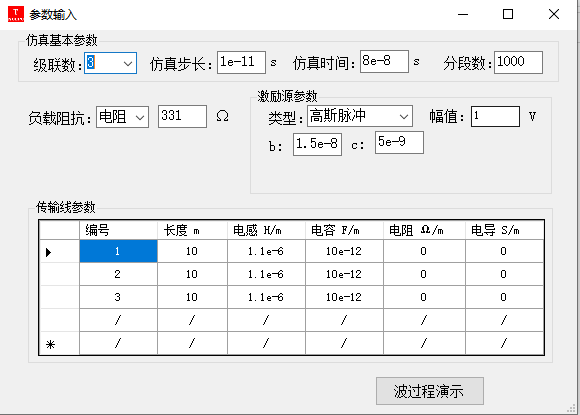 参数输入
仿真基本参数
级联数: 3 仿真步长: 1e-11 s 仿真时间: 8e-8 s 分段数: 1000
负载阻抗: 电阻 331 Ω
激励源参数
类型: 高斯脉冲 幅值: 1 V
b: 1.5e-8 c: 5e-9
传输线参数
编号 长度 m 电感 H/m 电容 F/m 电阻 Ω/m 电导 S/m
1 10 1.1e-6 10e-12 0 0
2 10 1.1e-6 10e-12 0 0
3 10 1.1e-6 10e-12 0 0
/ / / / / /
* / / / / / /
波过程演示